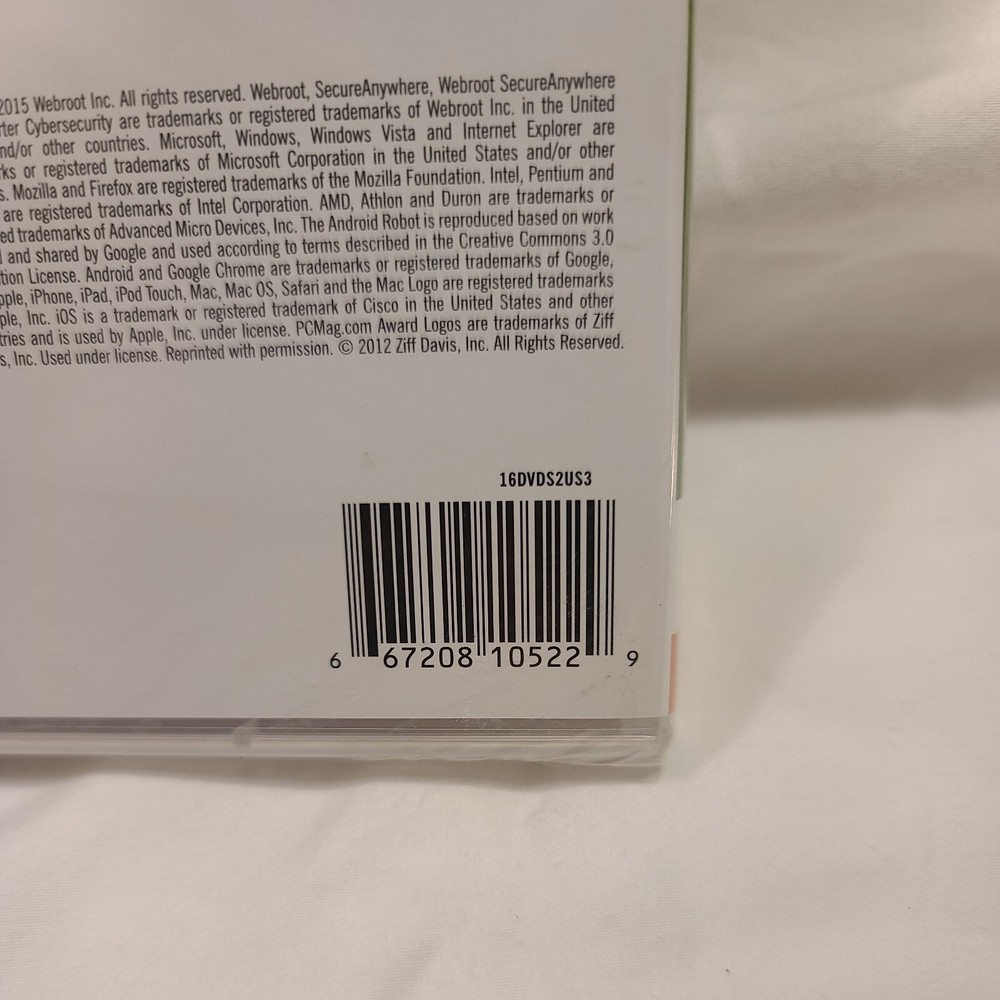 2015 Webroot Inc. All rights reserved. Webroot, SecureAnywhere, Webroot SecureAnywhere
rter Cybersecurity are trademarks or registered trademarks of Webroot Inc. in the United
nd/or other countries. Microsoft, Windows, Windows Vista and Internet Explorer are
rks or registered trademarks of Microsoft Corporation in the United States and/or other
s. Mozilla and Firefox are registered trademarks of the Mozilla Foundation. Intel, Pentium and
are registered trademarks of Intel Corporation. AMD, Athlon and Duron are trademarks or
ed trademarks of Advanced Micro Devices, Inc. The Android Robot is reproduced based on work
and shared by Google and used according to terms described in the Creative Commons 3.0
tion License. Android and Google Chrome are trademarks or registered trademarks of Google,
pple, iPhone, iPad, iPod Touch, Mac, Mac OS, Safari and the Mac Logo are registered trademarks
ple, Inc. iOS is a trademark or registered trademark of Cisco in the United States and other
tries and is used by Apple, Inc. under license. PCMag.com Award Logos are trademarks of Ziff
s, Inc. Used under license. Reprinted with permission. © 2012 Ziff Davis, Inc. All Rights Reserved.
16DVDS2US3
6 67208 10522 9